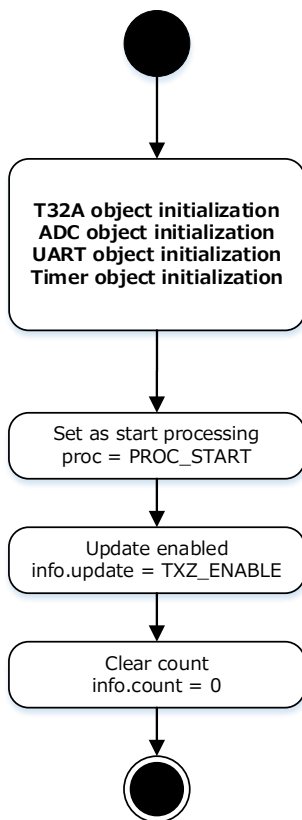 T32A object initialization
ADC object initialization
UART object initialization
Timer object initialization
Set as start processing
proc = PROC_START
Update enabled
info.update = TXZ_ENABLE
Clear count
info.count = 0